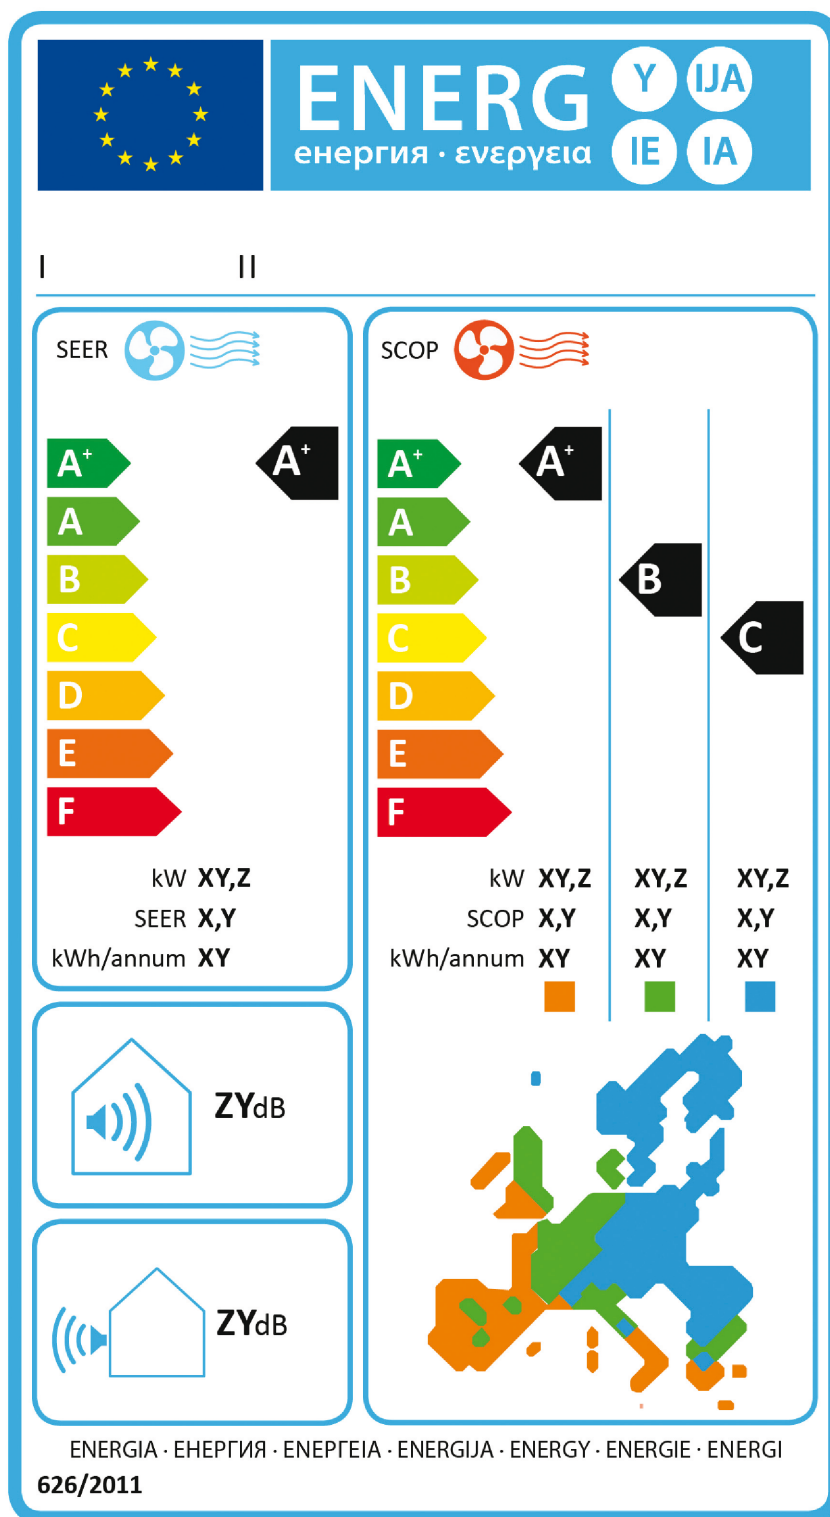 ENERG
енергия · ενεργεια
Y IJA
IE IA
I II
SEER
A+ A+
A
B
C
D
E
F
kW XY,Z
SEER X,Y
kWh/annum XY
SCOP
A+ A+
A
B B
C C
D
E
F
kW XY,Z XY,Z XY,Z
SCOP X,Y X,Y X,Y
kWh/annum XY XY XY
ZYdB
ZYdB
ENERGIA · ЕНЕРГИЯ · ΕΝΕΡΓΕΙΑ · ENERGIJA · ENERGY · ENERGIE · ENERGI
626/2011